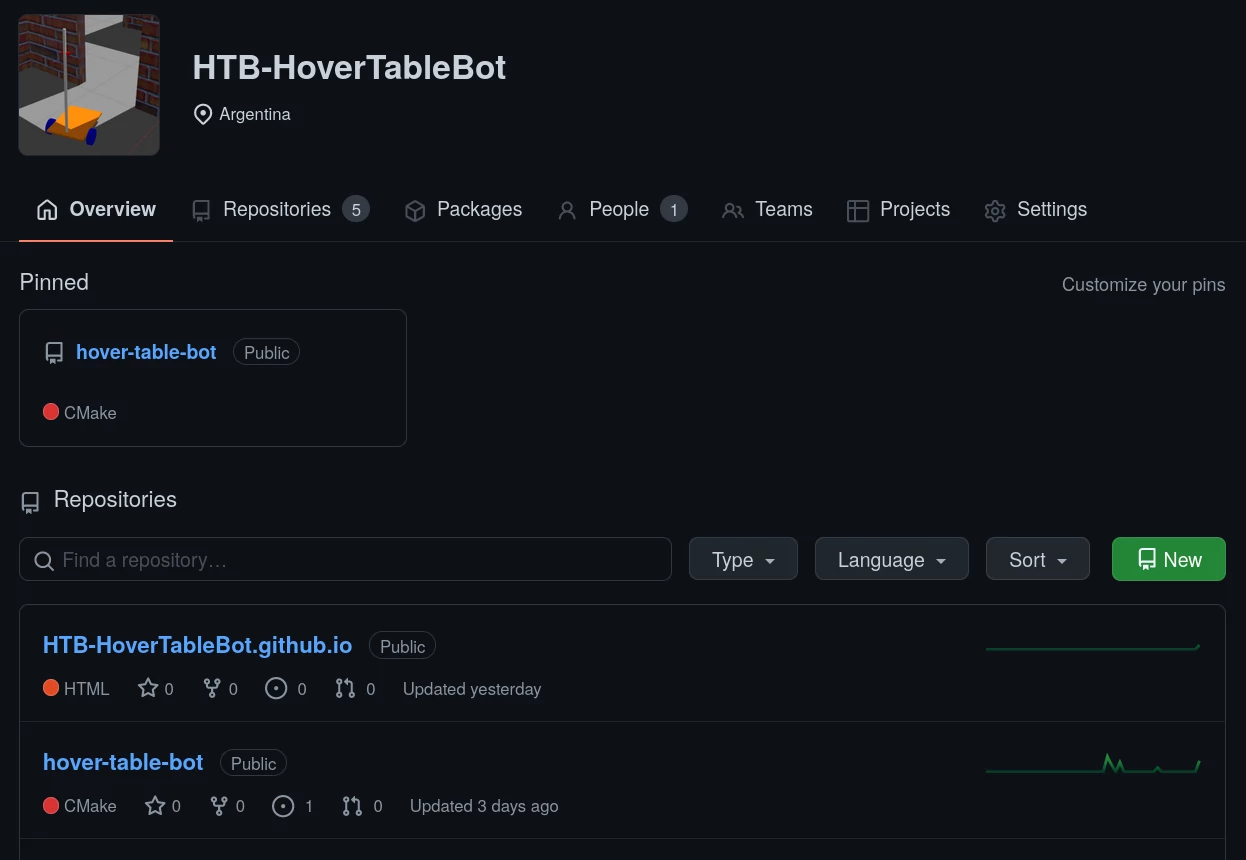 HTB-HoverTableBot
Argentina
Overview Repositories 5 Packages People 1 Teams Projects Settings
Pinned Customize your pins
hover-table-bot Public
CMake
Repositories
Find a repository… Type Language Sort New
HTB-HoverTableBot.github.io Public
HTML 0 0 0 0 Updated yesterday
hover-table-bot Public
CMake 0 0 1 0 Updated 3 days ago